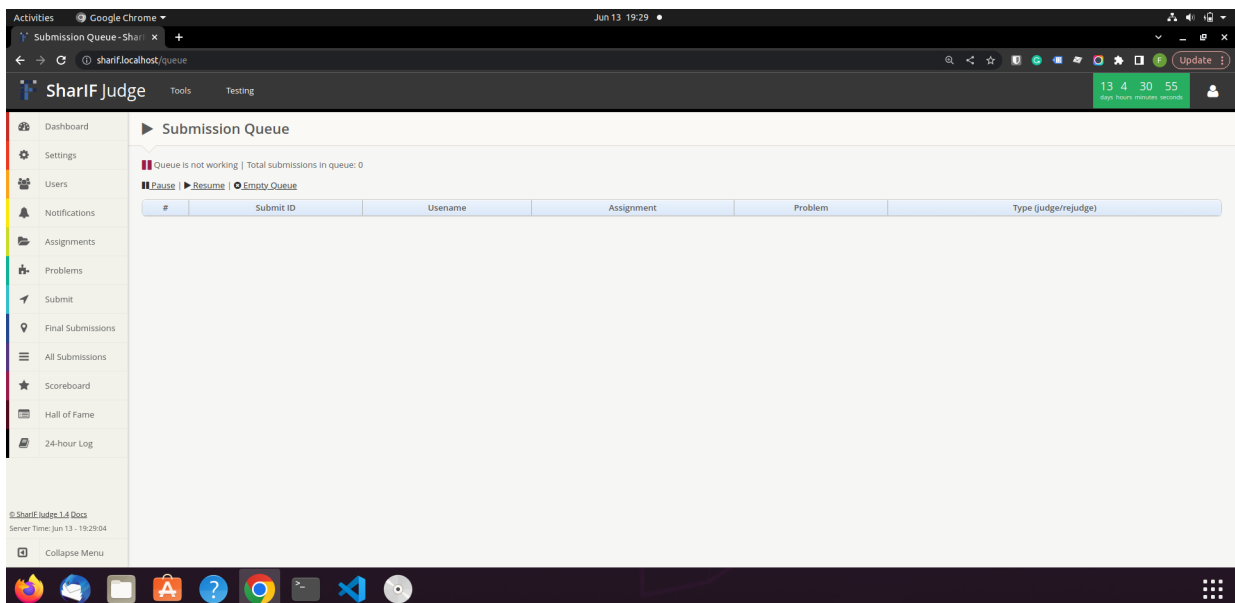 Activities Google Chrome Jun 13 19:29
Submission Queue - Shari
sharif.localhost/queue Update
SharIF Judge Tools Testing 13 4 30 55
days hours minutes seconds
Dashboard
Settings
Users
Notifications
Assignments
Problems
Submit
Final Submissions
All Submissions
Scoreboard
Hall of Fame
24-hour Log
© SharIF Judge 1.4 Docs
Server Time: Jun 13 - 19:29:04
Collapse Menu
Submission Queue
Queue is not working | Total submissions in queue: 0
Pause | Resume | Empty Queue
# Submit ID Usename Assignment Problem Type (judge/rejudge)